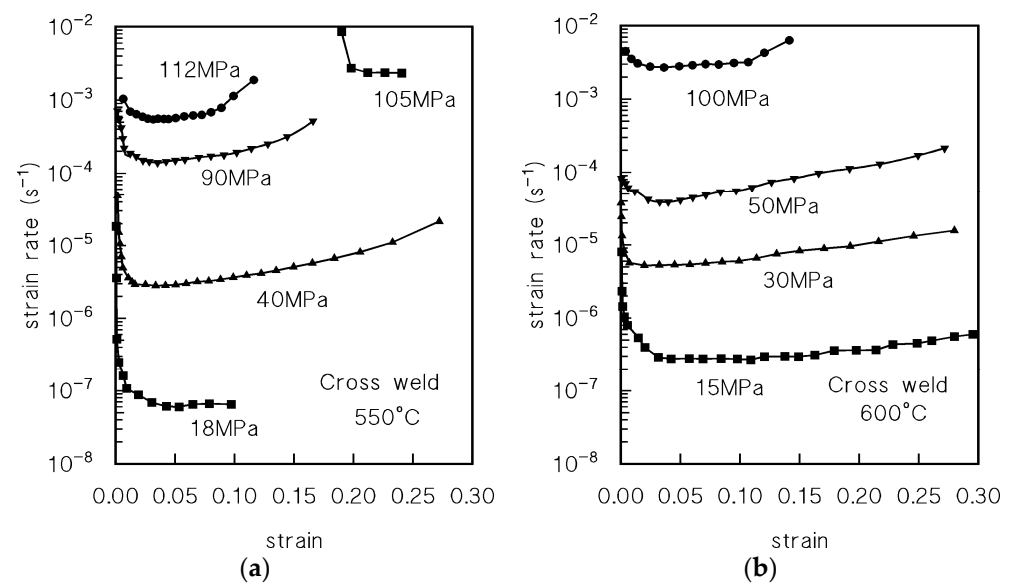 10⁻²
10⁻³
10⁻⁴
10⁻⁵
10⁻⁶
10⁻⁷
10⁻⁸
strain rate (s⁻¹)
112MPa
105MPa
90MPa
40MPa
18MPa
Cross weld
550°C
0.00 0.05 0.10 0.15 0.20 0.25 0.30
strain
(a)
10⁻²
10⁻³
10⁻⁴
10⁻⁵
10⁻⁶
10⁻⁷
10⁻⁸
strain rate (s⁻¹)
100MPa
50MPa
30MPa
15MPa
Cross weld
600°C
0.00 0.05 0.10 0.15 0.20 0.25 0.30
strain
(b)